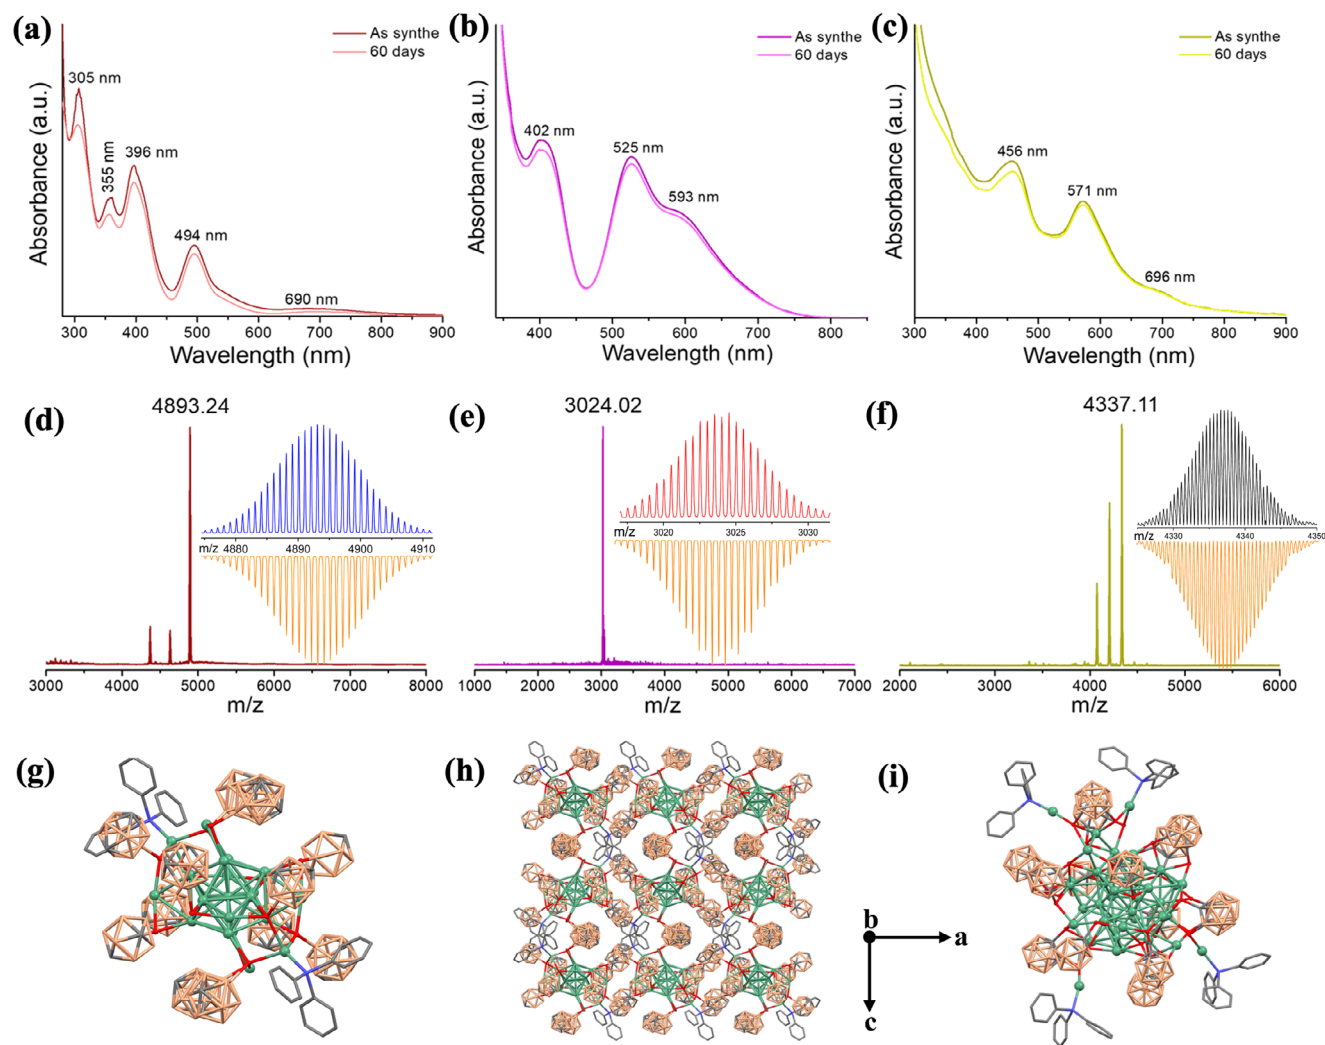 (a)
As synthe
60 days
305 nm
355 nm
396 nm
494 nm
690 nm
Absorbance (a.u.)
300 400 500 600 700 800 900
Wavelength (nm)
(b)
As synthe
60 days
402 nm
525 nm
593 nm
Absorbance (a.u.)
400 500 600 700 800
Wavelength (nm)
(c)
As synthe
60 days
456 nm
571 nm
696 nm
Absorbance (a.u.)
300 400 500 600 700 800 900
Wavelength (nm)
(d)
4893.24
m/z 4880 4890 4900 4910
3000 4000 5000 6000 7000 8000
m/z
(e)
3024.02
m/z 3020 3025 3030
1000 2000 3000 4000 5000 6000 7000
m/z
(f)
4337.11
m/z 4330 4340 4350
2000 3000 4000 5000 6000
m/z
(g)
(h)
b
a
c
(i)